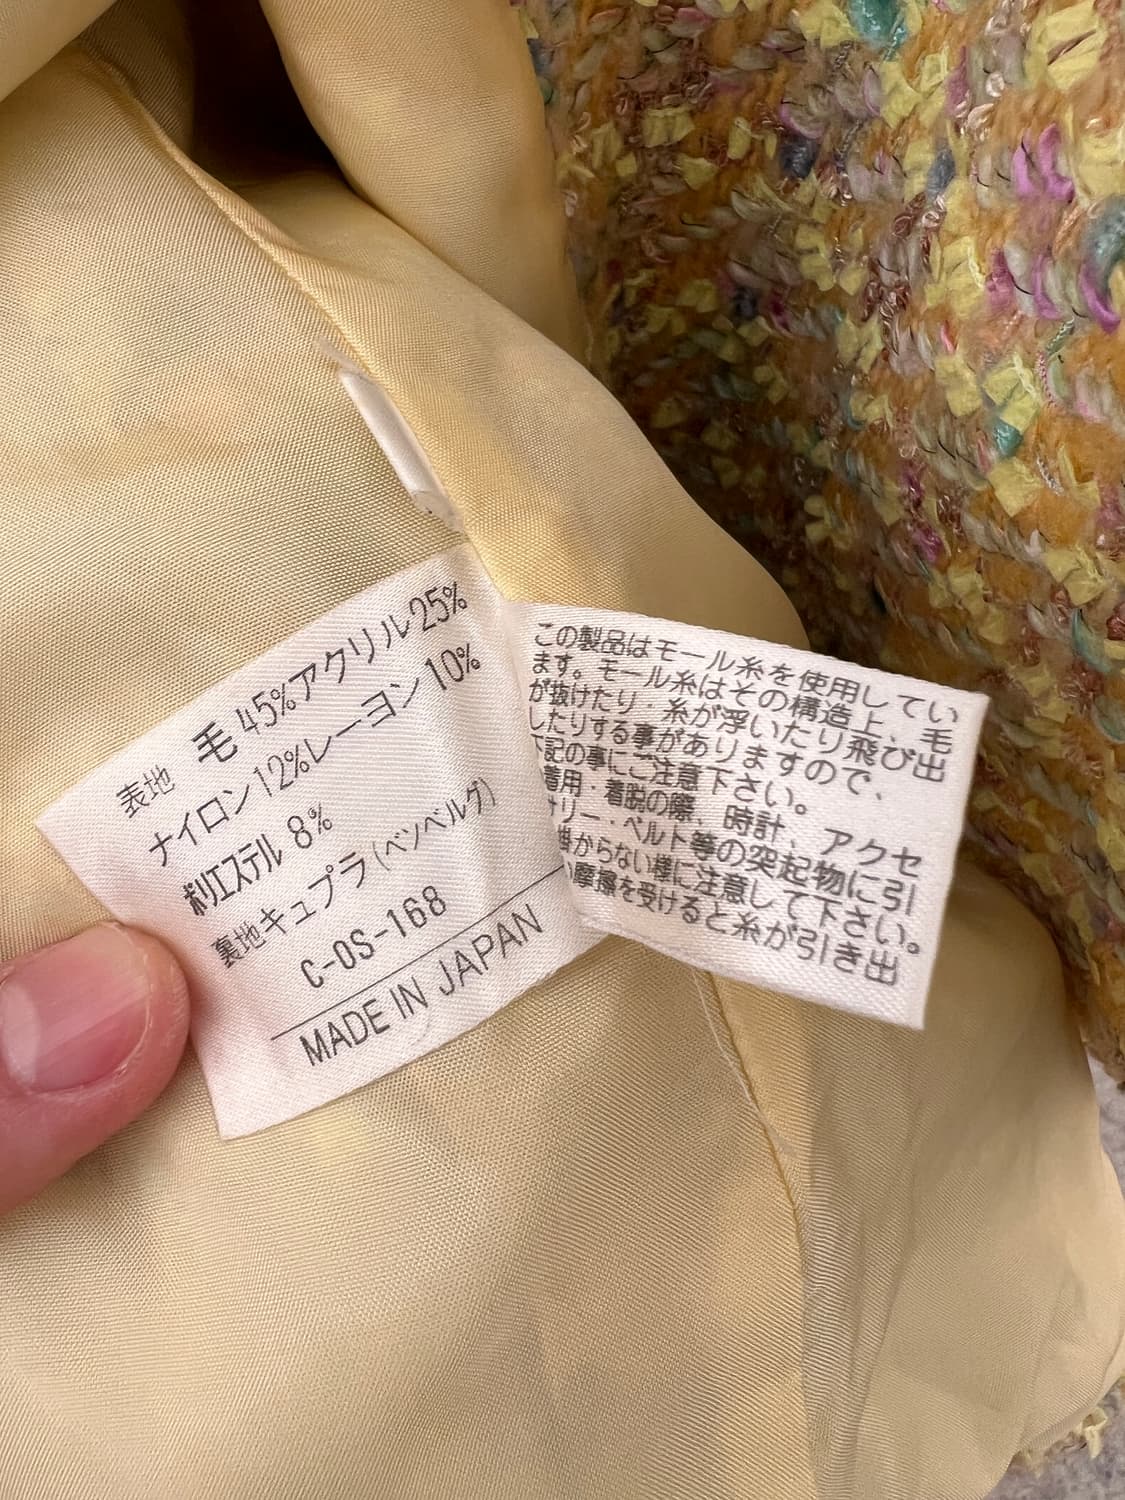 表地 毛 45%アクリル25%
ナイロン12%レーヨン10%
ポリエステル 8%
裏地キュプラ(ベツベルグ)
C-OS-168
MADE IN JAPAN
この製品はモール糸を使用してい
ます。モール糸はその構造上、毛
が抜けたり・糸が浮いたり飛び出
したりする事がありますので、
下記の事にご注意下さい。
着用・着脱の際、時計、アクセ
サリー・ベルト等の突起物に引
掛からない様に注意して下さい。
摩擦を受けると糸が引き出